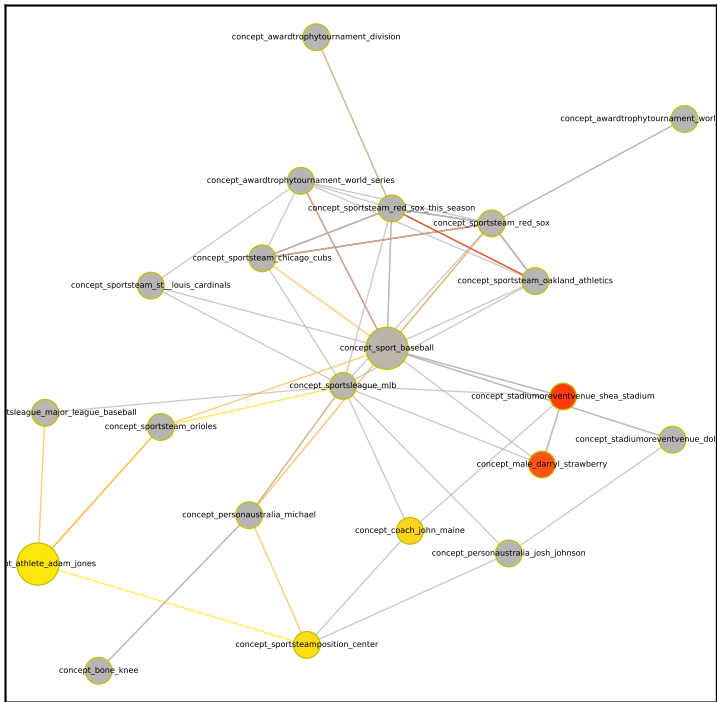 concept_awardtrophytournament_division
concept_awardtrophytournament_worl
concept_awardtrophytournament_world_series
concept_sportsteam_red_sox_this_season
concept_sportsteam_red_sox
concept_sportsteam_chicago_cubs
concept_sportsteam_oakland_athletics
concept_sportsteam_st__louis_cardinals
concept_sport_baseball
concept_sportsleague_mlb
concept_stadiumoreventvenue_shea_stadium
tsleague_major_league_baseball
concept_sportsteam_orioles
concept_stadiumoreventvenue_dol
concept_male_darryl_strawberry
concept_personaustralia_michael
concept_coach_john_maine
concept_personaustralia_josh_johnson
t_athlete_adam_jones
concept_sportsteamposition_center
concept_bone_knee